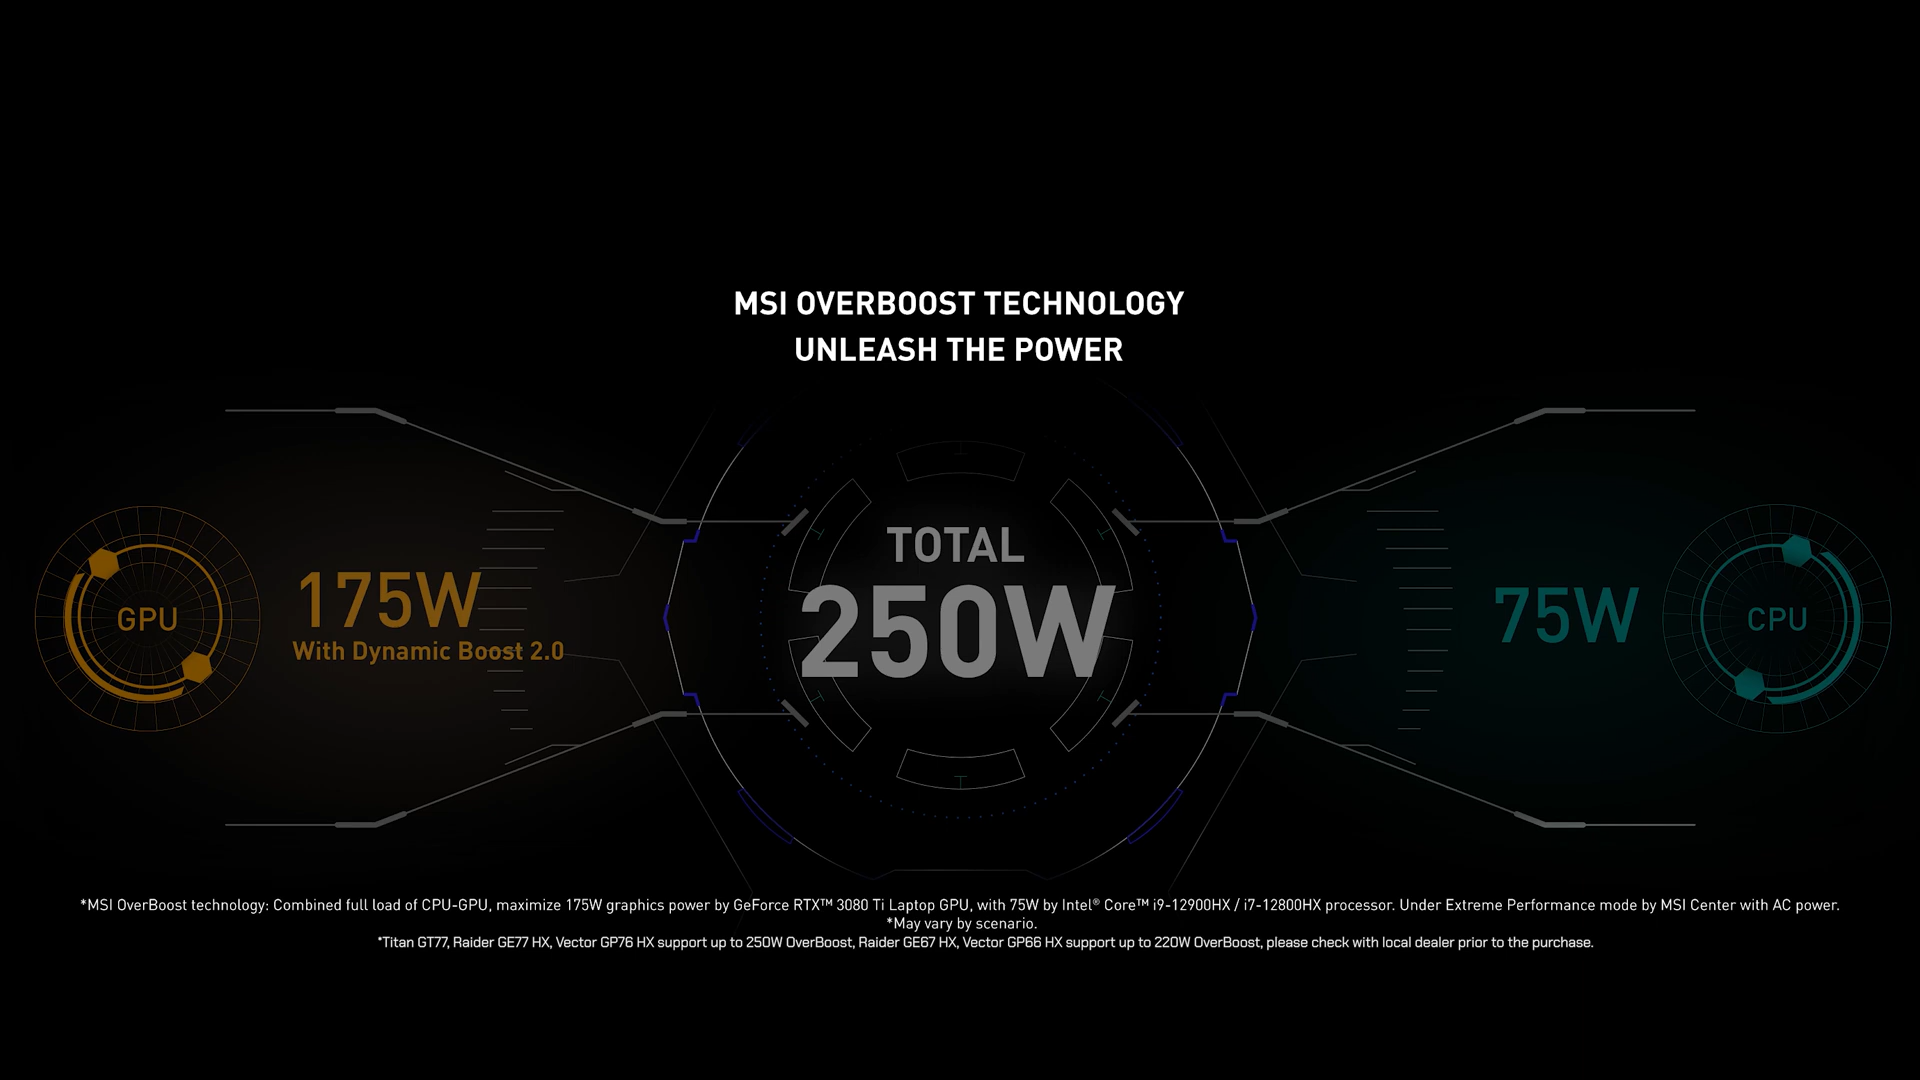 MSI OVERBOOST TECHNOLOGY
UNLEASH THE POWER
TOTAL
250W
GPU
175W
With Dynamic Boost 2.0
75W
CPU
*MSI OverBoost technology: Combined full load of CPU-GPU, maximize 175W graphics power by GeForce RTX™ 3080 Ti Laptop GPU, with 75W by Intel® Core™ i9-12900HX / i7-12800HX processor. Under Extreme Performance mode by MSI Center with AC power.
*May vary by scenario.
*Titan GT77, Raider GE77 HX, Vector GP76 HX support up to 250W OverBoost, Raider GE67 HX, Vector GP66 HX support up to 220W OverBoost, please check with local dealer prior to the purchase.